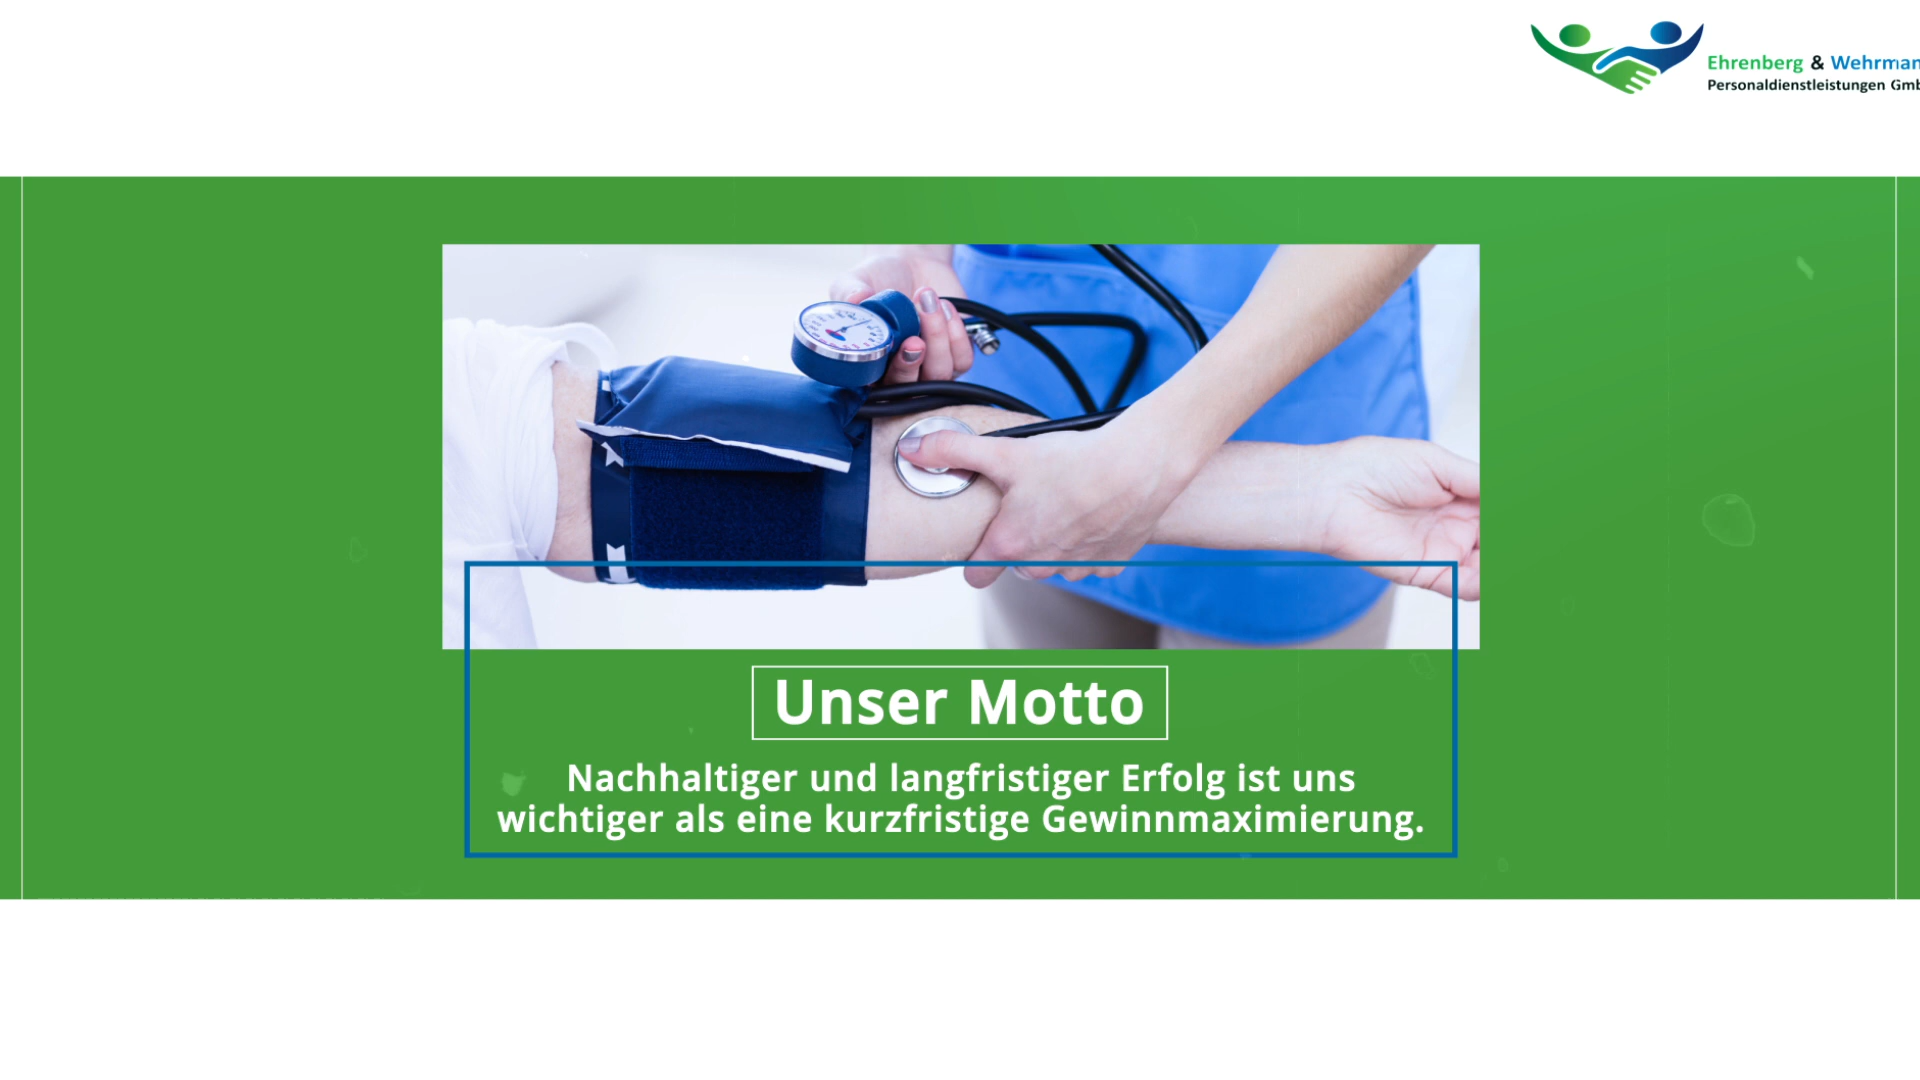 Ehrenberg & Wehrman
Personaldienstleistungen Gmb
Unser Motto
Nachhaltiger und langfristiger Erfolg ist uns
wichtiger als eine kurzfristige Gewinnmaximierung.